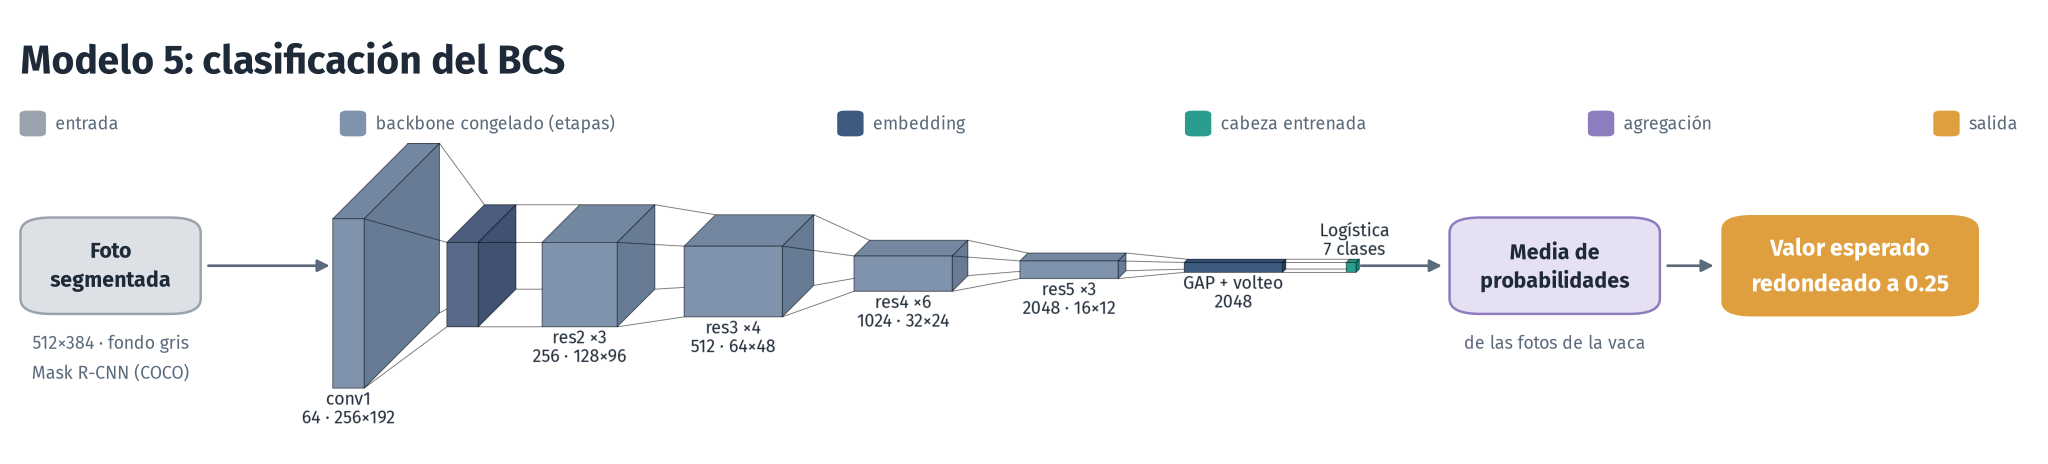 Modelo 5: clasificación del BCS
entrada
backbone congelado (etapas)
embedding
cabeza entrenada
agregación
salida
Foto
segmentada
512×384 · fondo gris
Mask R-CNN (COCO)
conv1
64 · 256×192
res2 ×3
256 · 128×96
res3 ×4
512 · 64×48
res4 ×6
1024 · 32×24
res5 ×3
2048 · 16×12
GAP + volteo
2048
Logística
7 clases
Media de
probabilidades
de las fotos de la vaca
Valor esperado
redondeado a 0.25